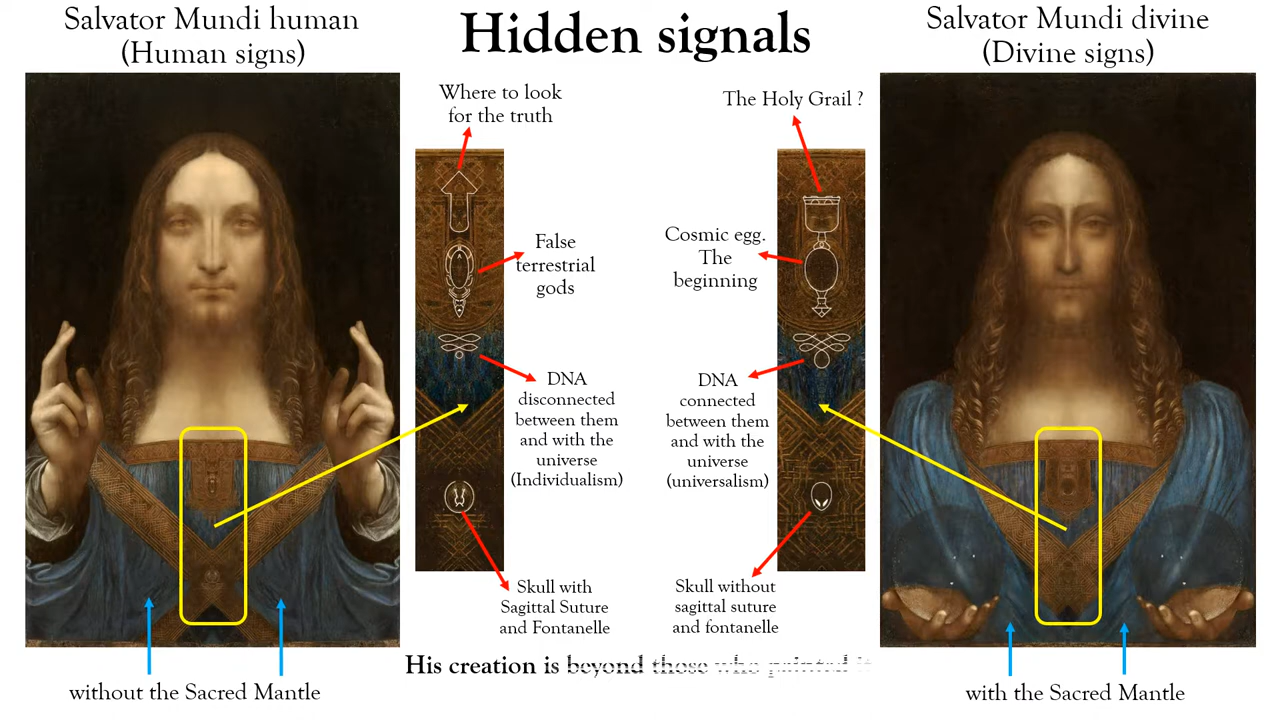 Salvator Mundi human
(Human signs)
Hidden signals
Salvator Mundi divine
(Divine signs)
Where to look
for the truth
False
terrestrial
gods
DNA
disconnected
between them
and with the
universe
(Individualism)
Skull with
Sagittal Suture
and Fontanelle
The Holy Grail ?
Cosmic egg.
The
beginning
DNA
connected
between them
and with the
universe
(universalism)
Skull without
sagittal suture
and fontanelle
His creation is beyond those who painted it
without the Sacred Mantle
with the Sacred Mantle